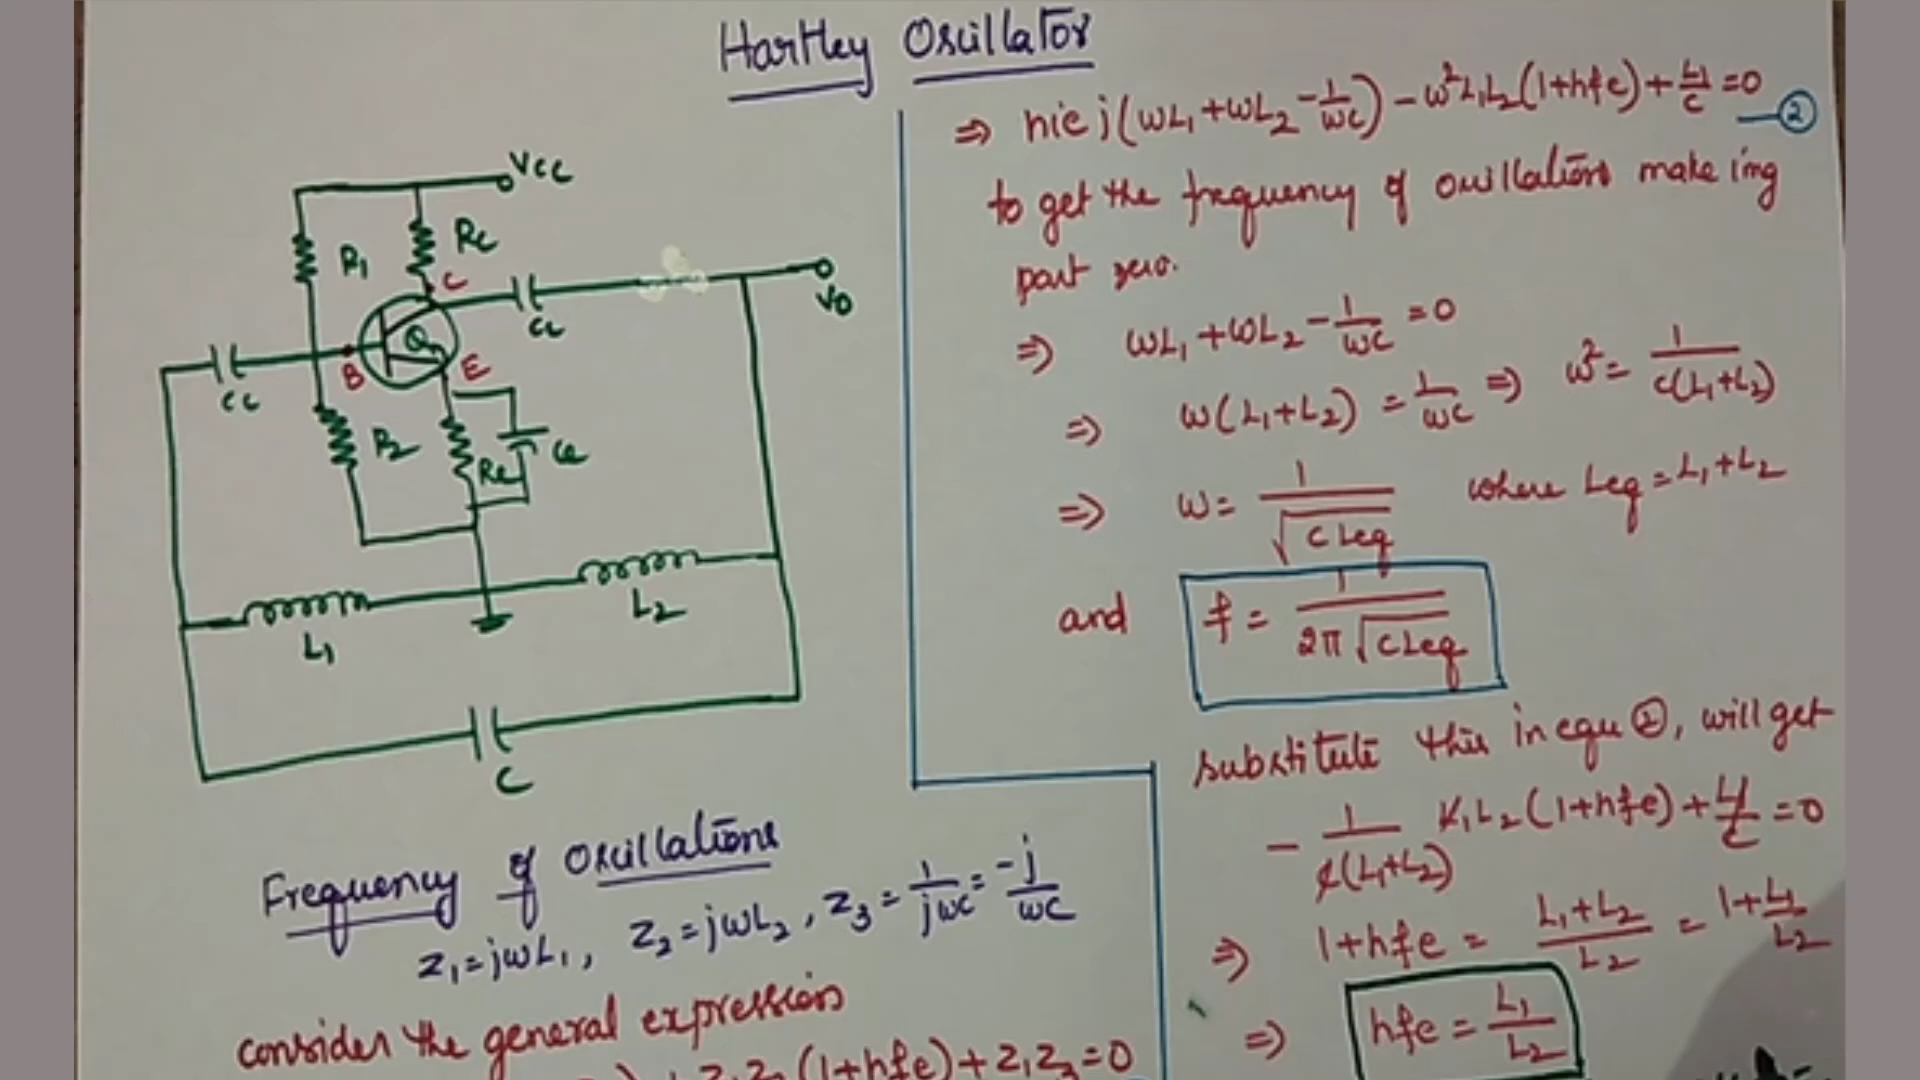 Hartley Oscillator
Vcc
R1
Rc
C
Cc
Vo
Q
B
E
Cc
R2
Re
Ce
L1
L2
C
Frequency of Oscillations
Z1=jωL1, Z2=jωL2, Z3=1/jωC=-j/ωC
consider the general expression
Z1Z2(1+hfe)+Z1Z3=0
⇒ hie j(ωL1+ωL2-1/ωC)-ω²L1L2(1+hfe)+L1/C=0 —②
to get the frequency of oscillations make img
part zero.
⇒ ωL1+ωL2-1/ωC=0
⇒ ω(L1+L2)=1/ωC ⇒ ω²=1/C(L1+L2)
⇒ ω=1/√CLeq where Leq=L1+L2
and f=1/2π√CLeq
substitute this in equ ②, will get
-1/C(L1+L2) L1L2(1+hfe)+L1/C=0
⇒ 1+hfe=L1+L2/L2=1+L1/L2
⇒ hfe=L1/L2